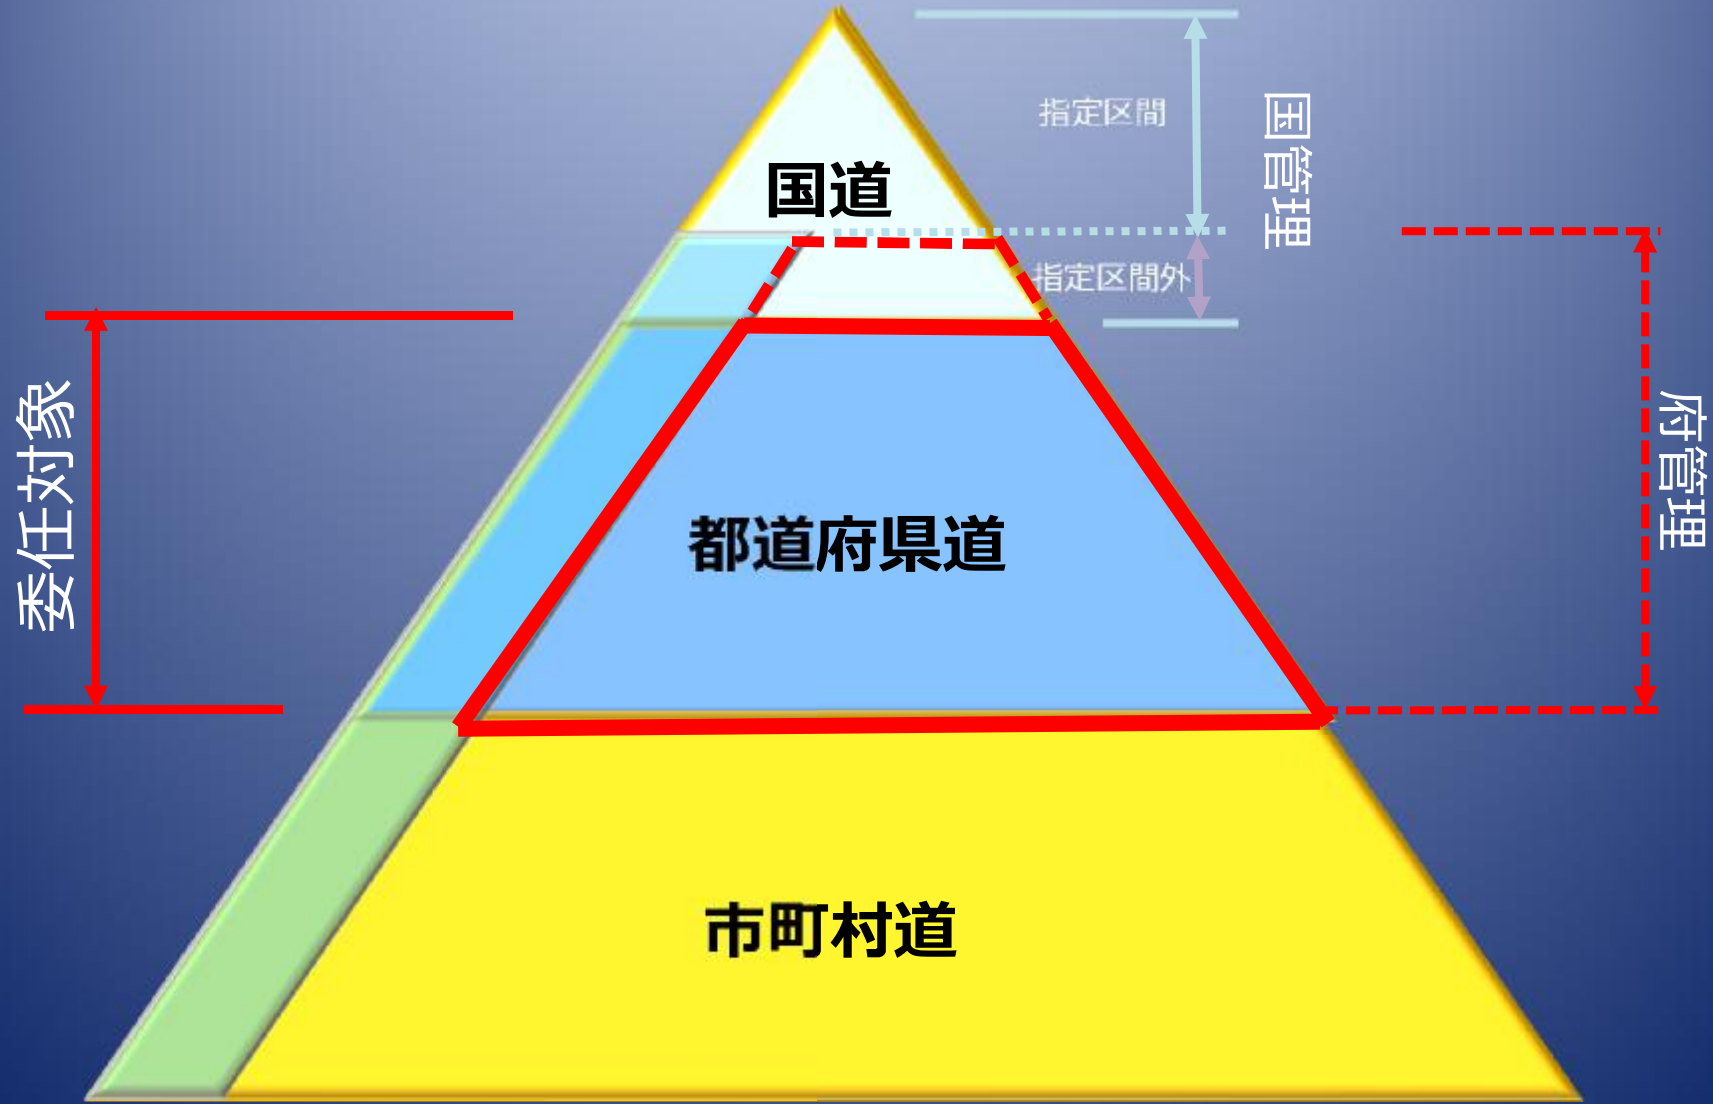 指定区間
国管理
国道
指定区間外
委任対象
府管理
都道府県道
市町村道